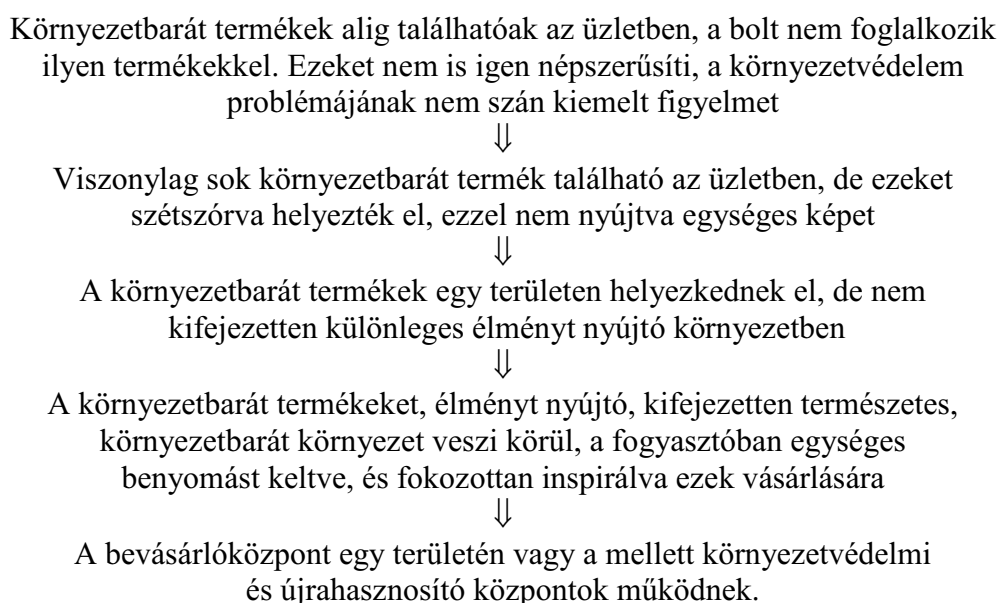 Környezetbarát termékek alig találhatóak az üzletben, a bolt nem foglalkozik
ilyen termékekkel. Ezeket nem is igen népszerűsíti, a környezetvédelem
problémájának nem szán kiemelt figyelmet
⇓
Viszonylag sok környezetbarát termék található az üzletben, de ezeket
szétszórva helyezték el, ezzel nem nyújtva egységes képet
⇓
A környezetbarát termékek egy területen helyezkednek el, de nem
kifejezetten különleges élményt nyújtó környezetben
⇓
A környezetbarát termékeket, élményt nyújtó, kifejezetten természetes,
környezetbarát környezet veszi körül, a fogyasztóban egységes
benyomást keltve, és fokozottan inspirálva ezek vásárlására
⇓
A bevásárlóközpont egy területén vagy a mellett környezetvédelmi
és újrahasznosító központok működnek.